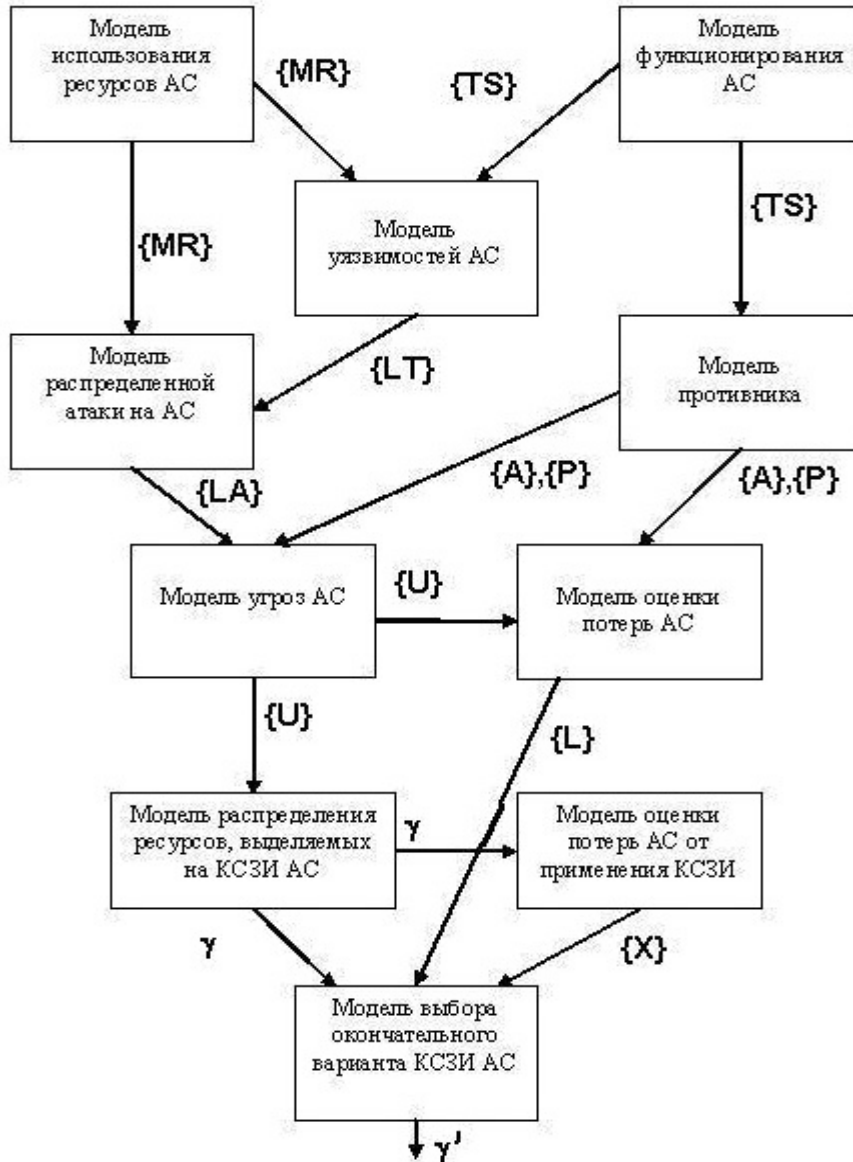 Модель
использования
ресурсов АС
Модель
функционирования
АС
{MR}
{TS}
Модель
уязвимостей АС
{MR}
{TS}
Модель
распределенной
атаки на АС
{LT}
Модель
противника
{LA}
{A},{P}
{A},{P}
Модель угроз АС
{U}
Модель оценки
потерь АС
{U}
{L}
Модель распределения
ресурсов, выделяемых
на КСЗИ АС
γ
Модель оценки
потерь АС от
применения КСЗИ
γ
{X}
Модель выбора
окончательного
варианта КСЗИ АС
γ'